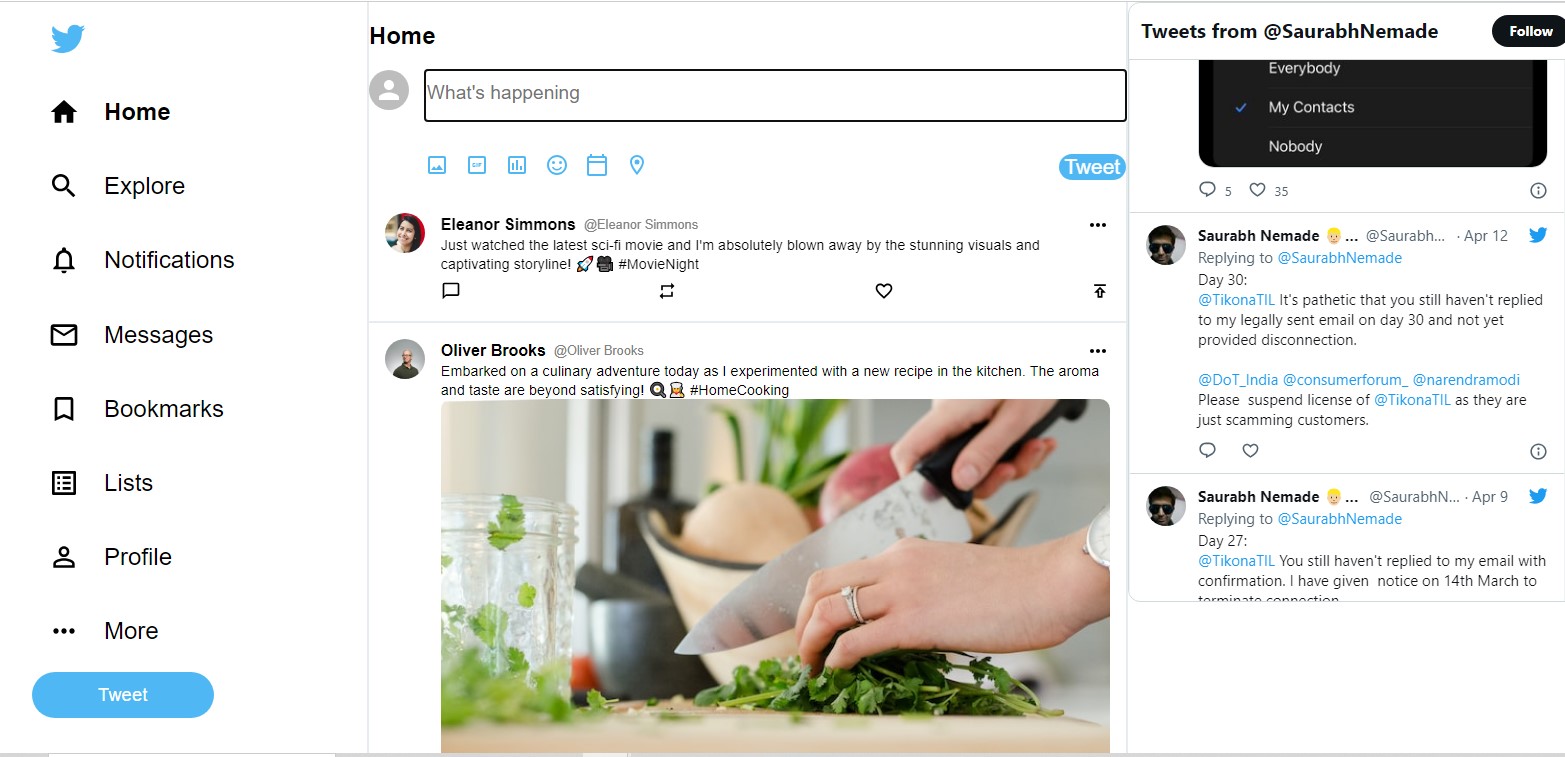 Home
Explore
Notifications
Messages
Bookmarks
Lists
Profile
More
Tweet
Home
What's happening
GIF
Tweet
Eleanor Simmons @Eleanor Simmons
Just watched the latest sci-fi movie and I'm absolutely blown away by the stunning visuals and
captivating storyline! 🚀🎥 #MovieNight
Oliver Brooks @Oliver Brooks
Embarked on a culinary adventure today as I experimented with a new recipe in the kitchen. The aroma
and taste are beyond satisfying! 🍳👨‍🍳 #HomeCooking
Tweets from @SaurabhNemade
Follow
Everybody
My Contacts
Nobody
5 35
Saurabh Nemade 👱🏻... @Saurabh... · Apr 12
Replying to @SaurabhNemade
Day 30:
@TikonaTIL It's pathetic that you still haven't replied
to my legally sent email on day 30 and not yet
provided disconnection.
@DoT_India @consumerforum_ @narendramodi
Please  suspend license of @TikonaTIL as they are
just scamming customers.
Saurabh Nemade 👱🏻... @SaurabhN... · Apr 9
Replying to @SaurabhNemade
Day 27:
@TikonaTIL You still haven't replied to my email with
confirmation. I have given  notice on 14th March to
terminate connection